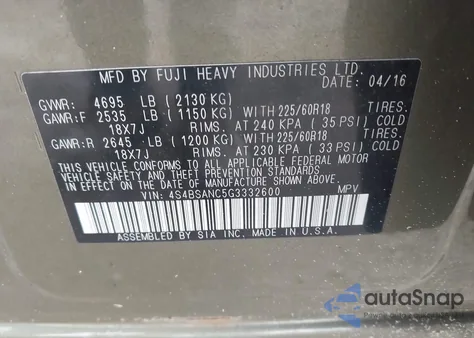 MFD BY FUJI HEAVY INDUSTRIES LTD.
DATE: 04/16
GVWR: 4695 LB (2130 KG)
GAWR:F 2535 LB (1150 KG) WITH 225/60R18 TIRES.
18X7J RIMS. AT 240 KPA (35 PSI) COLD
GAWR:R 2645 LB (1200 KG) WITH 225/60R18 TIRES.
18X7J RIMS. AT 230 KPA (33 PSI) COLD
THIS VEHICLE CONFORMS TO ALL APPLICABLE FEDERAL MOTOR
VEHICLE SAFETY AND THEFT PREVENTION STANDARDS
IN EFFECT ON THE DATE OF MANUFACTURE SHOWN ABOVE.
VIN: 4S4BSANC5G3332600 MPV
ASSEMBLED BY SIA INC. MADE IN U.S.A.
autaSnap